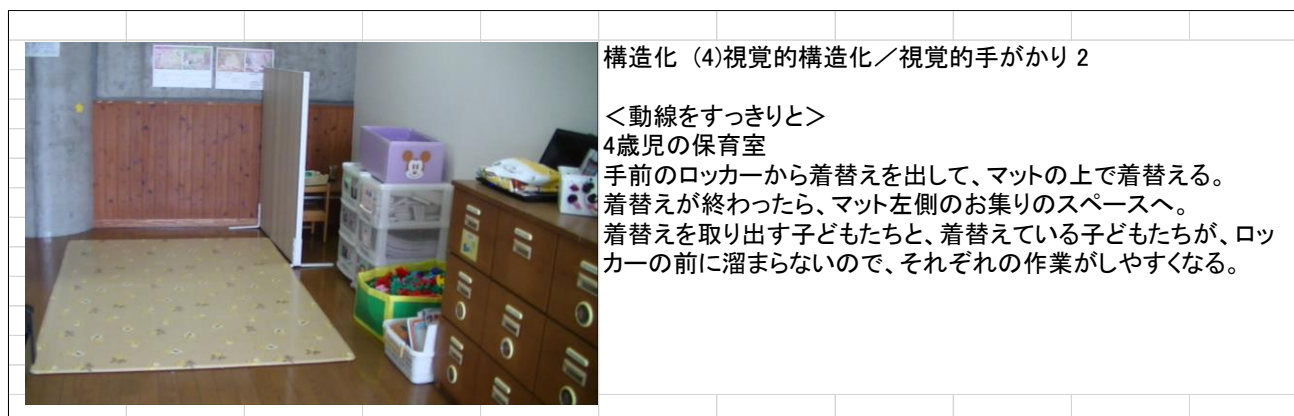 構造化 (4)視覚的構造化／視覚的手がかり 2
＜動線をすっきりと＞
4歳児の保育室
手前のロッカーから着替えを出して、マットの上で着替える。
着替えが終わったら、マット左側のお集りのスペースへ。
着替えを取り出す子どもたちと、着替えている子どもたちが、ロッ
カーの前に溜まらないので、それぞれの作業がしやすくなる。